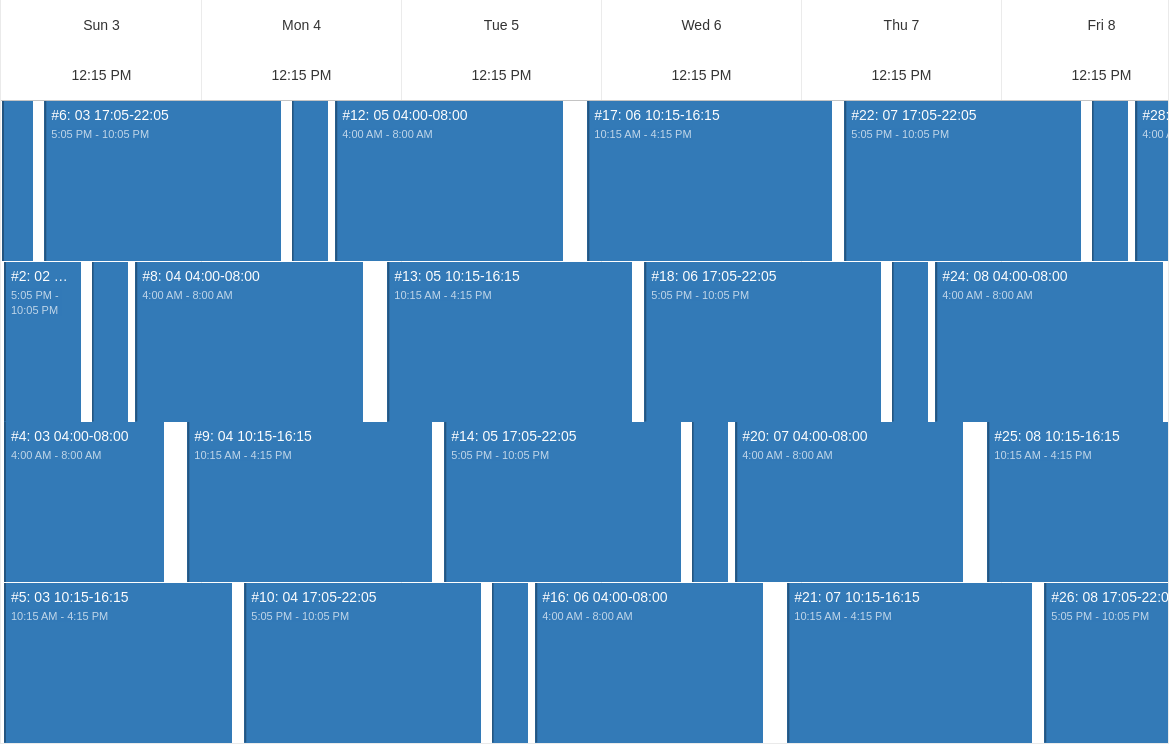 Sun 3
Mon 4
Tue 5
Wed 6
Thu 7
Fri 8
12:15 PM
12:15 PM
12:15 PM
12:15 PM
12:15 PM
12:15 PM
#6: 03 17:05-22:05
5:05 PM - 10:05 PM
#12: 05 04:00-08:00
4:00 AM - 8:00 AM
#17: 06 10:15-16:15
10:15 AM - 4:15 PM
#22: 07 17:05-22:05
5:05 PM - 10:05 PM
#28:
4:00
#2: 02 …
5:05 PM -
10:05 PM
#8: 04 04:00-08:00
4:00 AM - 8:00 AM
#13: 05 10:15-16:15
10:15 AM - 4:15 PM
#18: 06 17:05-22:05
5:05 PM - 10:05 PM
#24: 08 04:00-08:00
4:00 AM - 8:00 AM
#4: 03 04:00-08:00
4:00 AM - 8:00 AM
#9: 04 10:15-16:15
10:15 AM - 4:15 PM
#14: 05 17:05-22:05
5:05 PM - 10:05 PM
#20: 07 04:00-08:00
4:00 AM - 8:00 AM
#25: 08 10:15-16:15
10:15 AM - 4:15 PM
#5: 03 10:15-16:15
10:15 AM - 4:15 PM
#10: 04 17:05-22:05
5:05 PM - 10:05 PM
#16: 06 04:00-08:00
4:00 AM - 8:00 AM
#21: 07 10:15-16:15
10:15 AM - 4:15 PM
#26: 08 17:05-22:0
5:05 PM - 10:05 PM